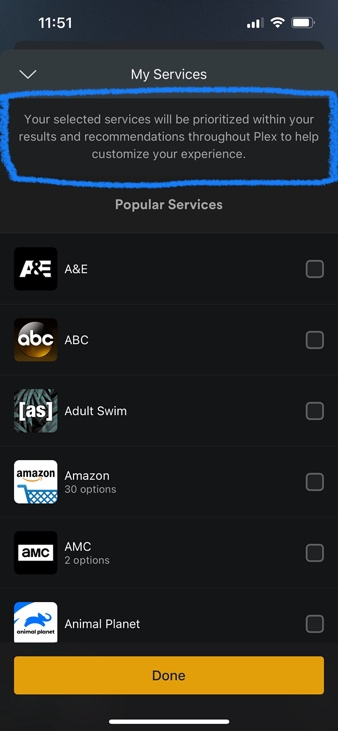 11:51
My Services
Your selected services will be prioritized within your
results and recommendations throughout Plex to help
customize your experience.
Popular Services
A&E
A&E
abc
ABC
[as]
Adult Swim
amazon
Amazon
30 options
aMC
AMC
2 options
animal planet
Animal Planet
Done